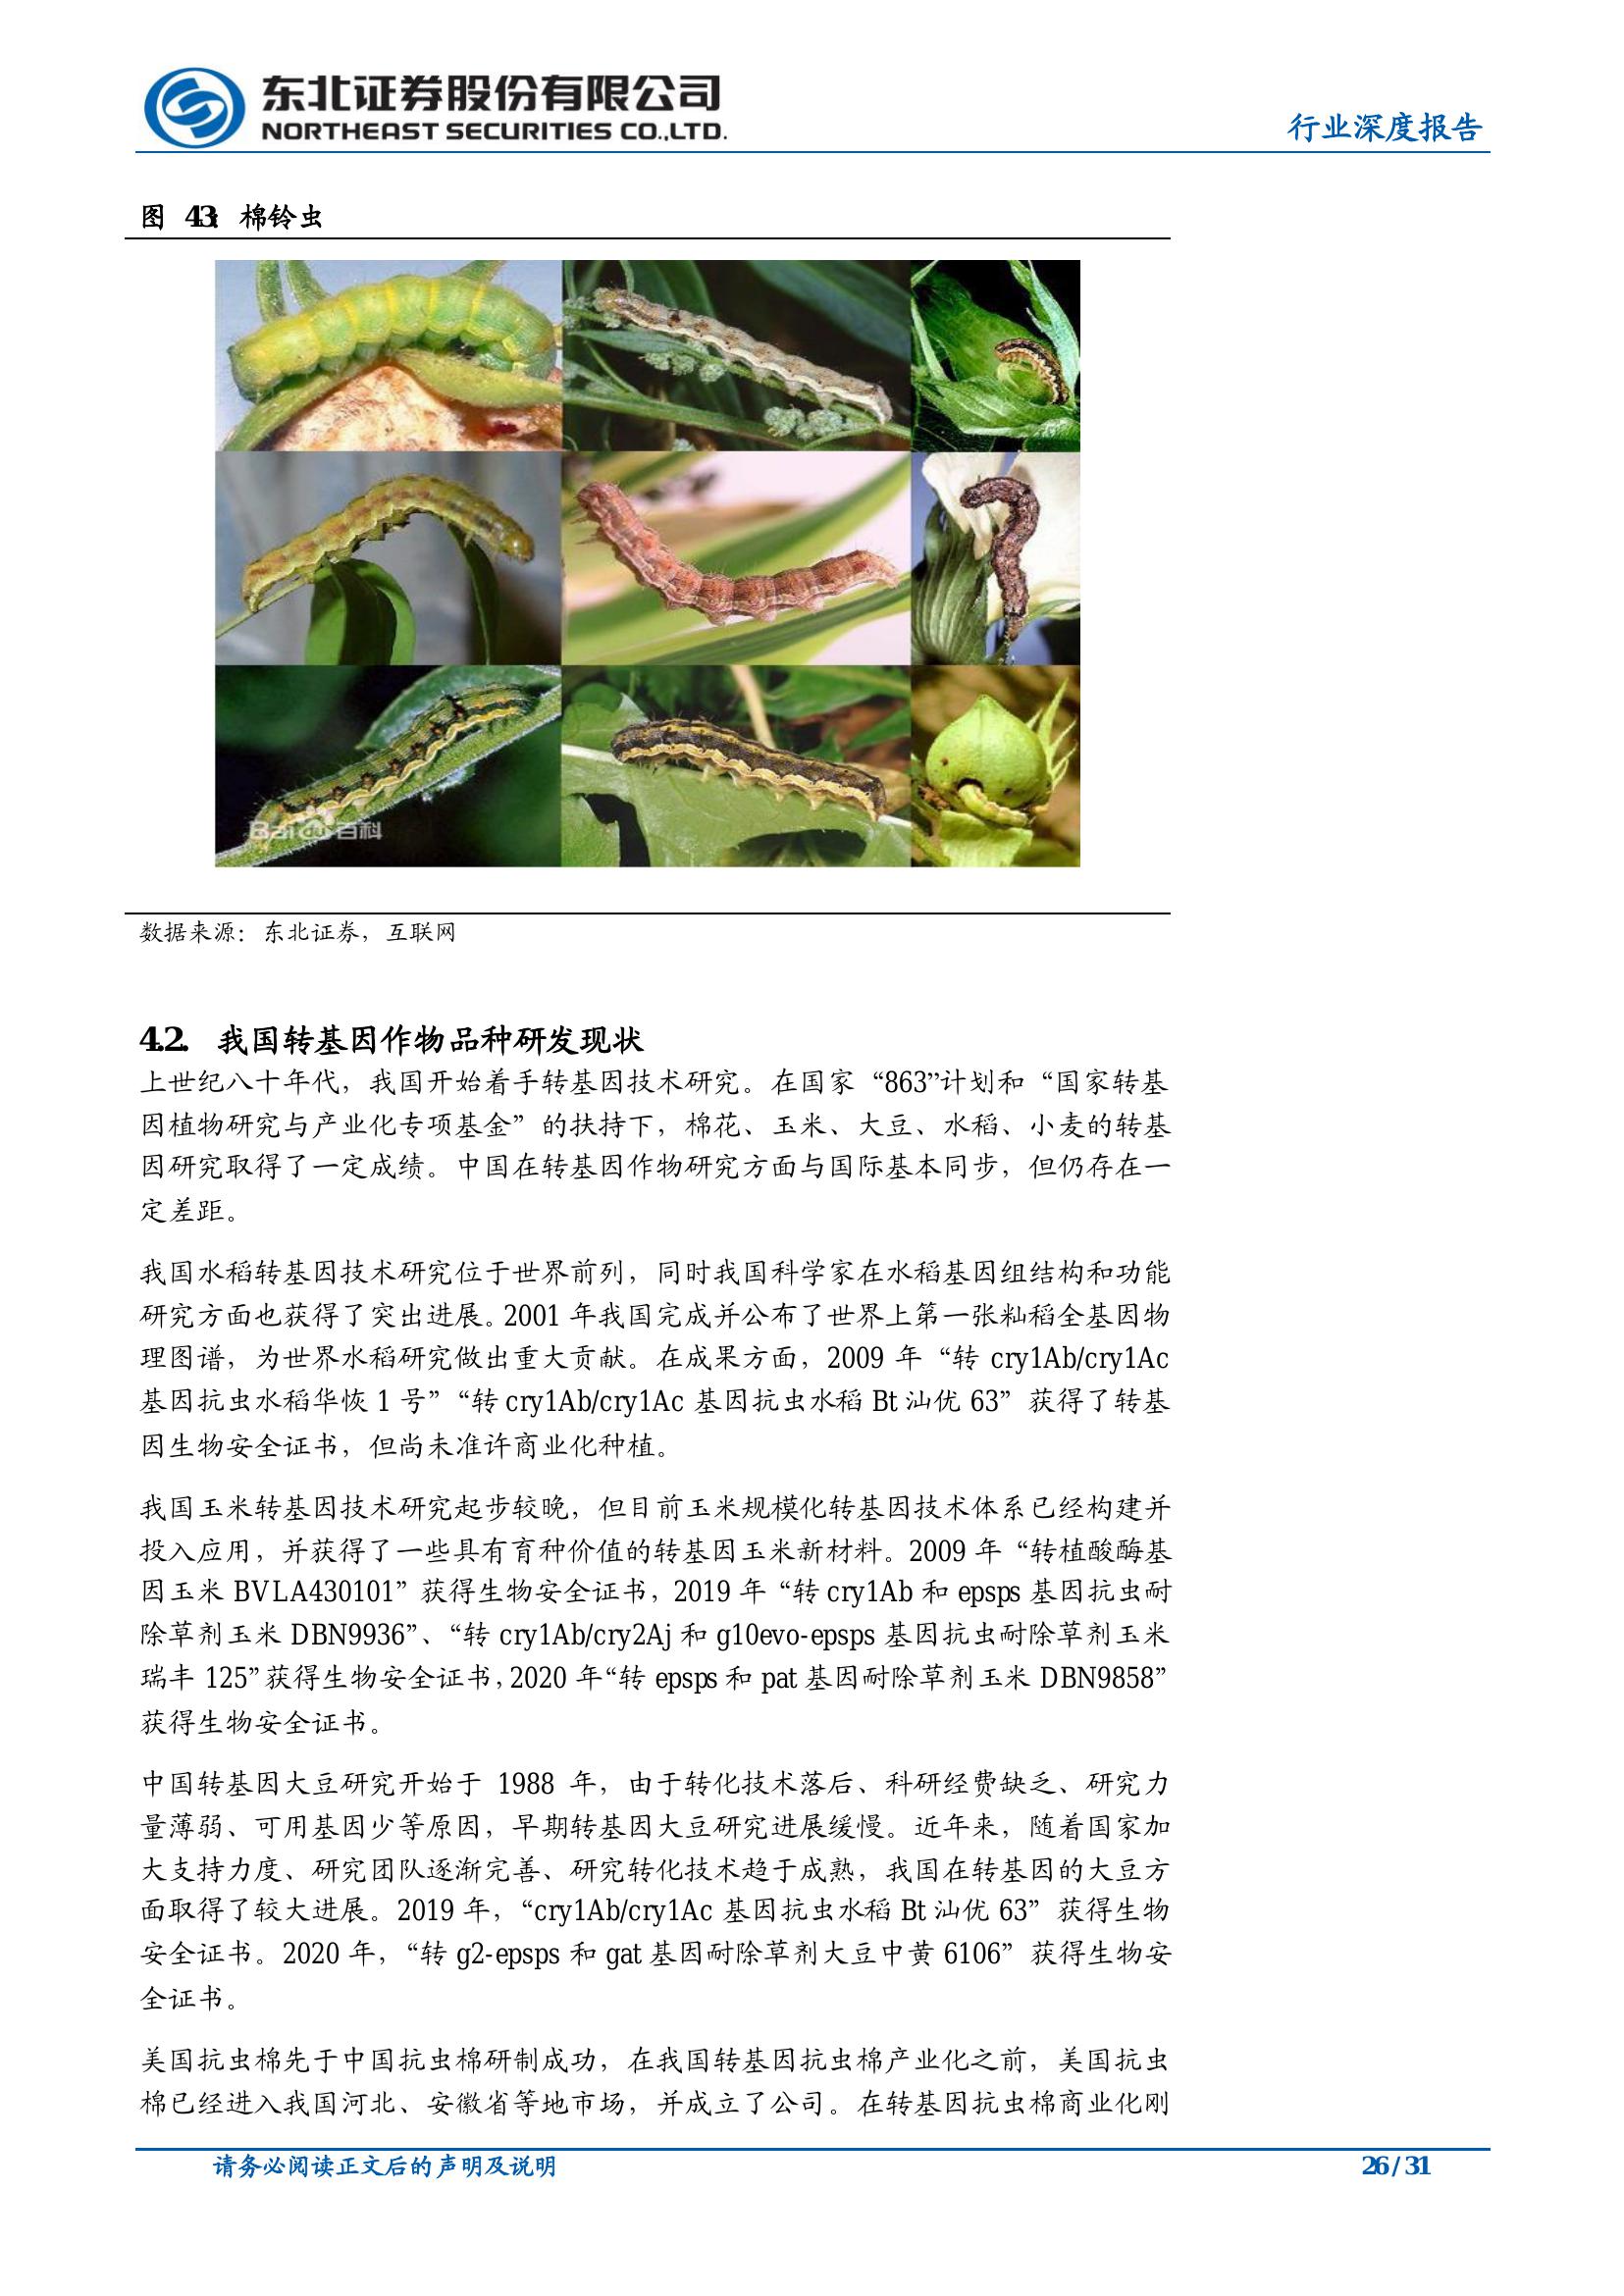 东北证券股份有限公司
NORTHEAST SECURITIES CO.,LTD.
行业深度报告
图 43: 棉铃虫
Baidu百科
数据来源：东北证券，互联网
4.2. 我国转基因作物品种研发现状
上世纪八十年代，我国开始着手转基因技术研究。在国家“863”计划和“国家转基
因植物研究与产业化专项基金”的扶持下，棉花、玉米、大豆、水稻、小麦的转基
因研究取得了一定成绩。中国在转基因作物研究方面与国际基本同步，但仍存在一
定差距。
我国水稻转基因技术研究位于世界前列，同时我国科学家在水稻基因组结构和功能
研究方面也获得了突出进展。2001 年我国完成并公布了世界上第一张籼稻全基因物
理图谱，为世界水稻研究做出重大贡献。在成果方面，2009 年“转 cry1Ab/cry1Ac
基因抗虫水稻华恢 1 号”“转 cry1Ab/cry1Ac 基因抗虫水稻 Bt 汕优 63”获得了转基
因生物安全证书，但尚未准许商业化种植。
我国玉米转基因技术研究起步较晚，但目前玉米规模化转基因技术体系已经构建并
投入应用，并获得了一些具有育种价值的转基因玉米新材料。2009 年“转植酸酶基
因玉米 BVLA430101”获得生物安全证书，2019 年“转 cry1Ab 和 epsps 基因抗虫耐
除草剂玉米 DBN9936”、“转 cry1Ab/cry2Aj 和 g10evo-epsps 基因抗虫耐除草剂玉米
瑞丰 125”获得生物安全证书，2020 年“转 epsps 和 pat 基因耐除草剂玉米 DBN9858”
获得生物安全证书。
中国转基因大豆研究开始于 1988 年，由于转化技术落后、科研经费缺乏、研究力
量薄弱、可用基因少等原因，早期转基因大豆研究进展缓慢。近年来，随着国家加
大支持力度、研究团队逐渐完善、研究转化技术趋于成熟，我国在转基因的大豆方
面取得了较大进展。2019 年，“cry1Ab/cry1Ac 基因抗虫水稻 Bt 汕优 63”获得生物
安全证书。2020 年，“转 g2-epsps 和 gat 基因耐除草剂大豆中黄 6106”获得生物安
全证书。
美国抗虫棉先于中国抗虫棉研制成功，在我国转基因抗虫棉产业化之前，美国抗虫
棉已经进入我国河北、安徽省等地市场，并成立了公司。在转基因抗虫棉商业化刚
请务必阅读正文后的声明及说明
26 / 31